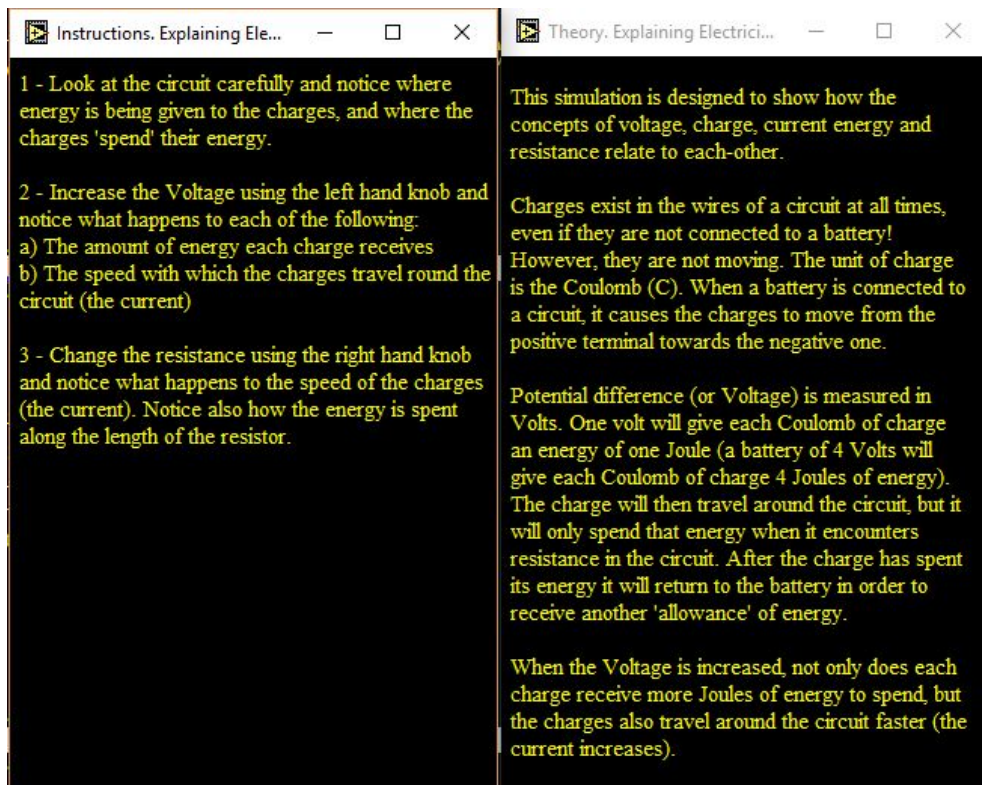 Instructions. Explaining Ele...
1 - Look at the circuit carefully and notice where
energy is being given to the charges, and where the
charges 'spend' their energy.
2 - Increase the Voltage using the left hand knob and
notice what happens to each of the following:
a) The amount of energy each charge receives
b) The speed with which the charges travel round the
circuit (the current)
3 - Change the resistance using the right hand knob
and notice what happens to the speed of the charges
(the current). Notice also how the energy is spent
along the length of the resistor.
Theory. Explaining Electrici...
This simulation is designed to show how the
concepts of voltage, charge, current energy and
resistance relate to each-other.
Charges exist in the wires of a circuit at all times,
even if they are not connected to a battery!
However, they are not moving. The unit of charge
is the Coulomb (C). When a battery is connected to
a circuit, it causes the charges to move from the
positive terminal towards the negative one.
Potential difference (or Voltage) is measured in
Volts. One volt will give each Coulomb of charge
an energy of one Joule (a battery of 4 Volts will
give each Coulomb of charge 4 Joules of energy).
The charge will then travel around the circuit, but it
will only spend that energy when it encounters
resistance in the circuit. After the charge has spent
its energy it will return to the battery in order to
receive another 'allowance' of energy.
When the Voltage is increased, not only does each
charge receive more Joules of energy to spend, but
the charges also travel around the circuit faster (the
current increases).